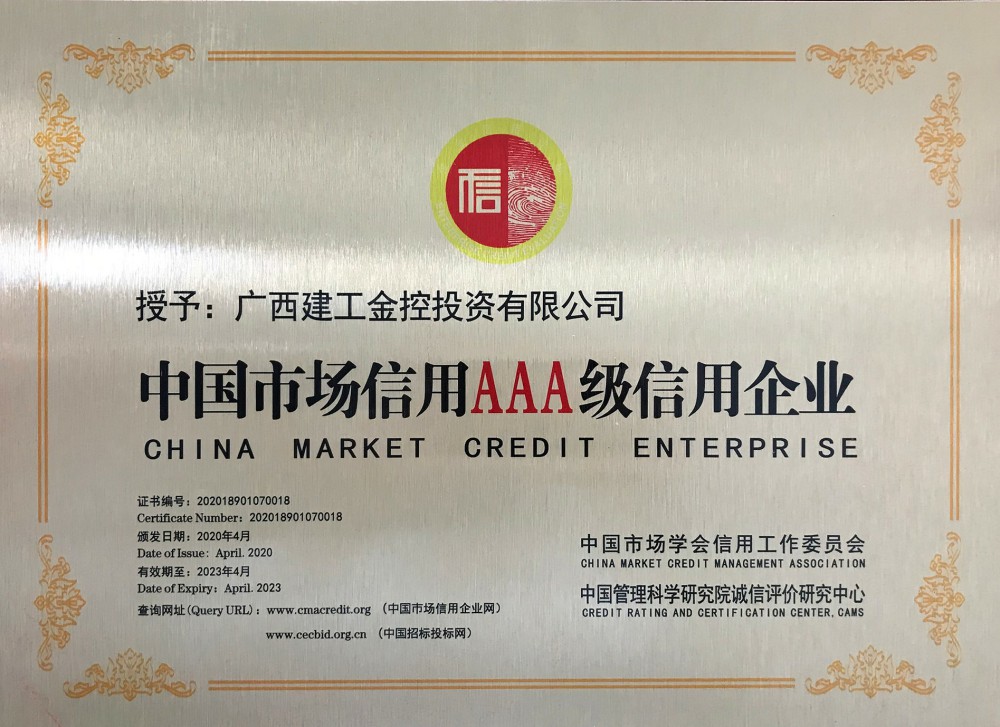 信
授予：广西建工金控投资有限公司
中国市场信用AAA级信用企业
CHINA MARKET CREDIT ENTERPRISE
证书编号：202018901070018
Certificate Number：202018901070018
颁发日期：2020年4月
Date of Issue：April. 2020
有效期至：2023年4月
Date of Expiry：April. 2023
查询网址(Query URL)：www.cmacredit.org （中国市场信用企业网）
www.cecbid.org.cn （中国招标投标网）
中国市场学会信用工作委员会
CHINA MARKET CREDIT MANAGEMENT ASSOCIATION
中国管理科学研究院诚信评价研究中心
CREDIT RATING AND CERTIFICATION CENTER, CAMS